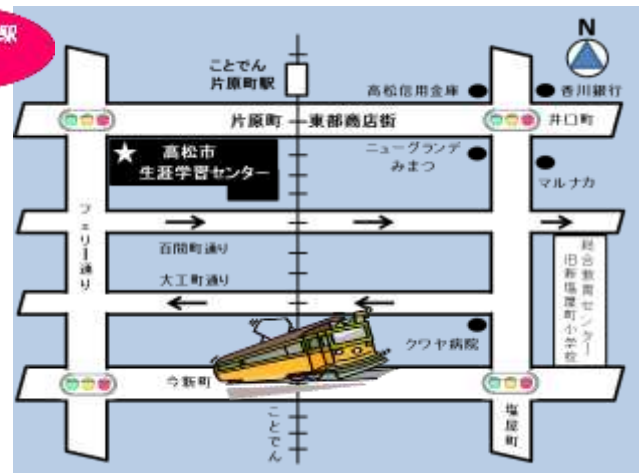 駅
N
ことでん
片原町駅
高松信用金庫
香川銀行
片原町
東部商店街
井口町
高松市
生涯学習センター
ニューグランデ
みまつ
マルナカ
フェリー通り
百間町通り
大工町通り
総合教育センター
旧新塩屋町小学校
クワヤ病院
今新町
ことでん
塩屋町